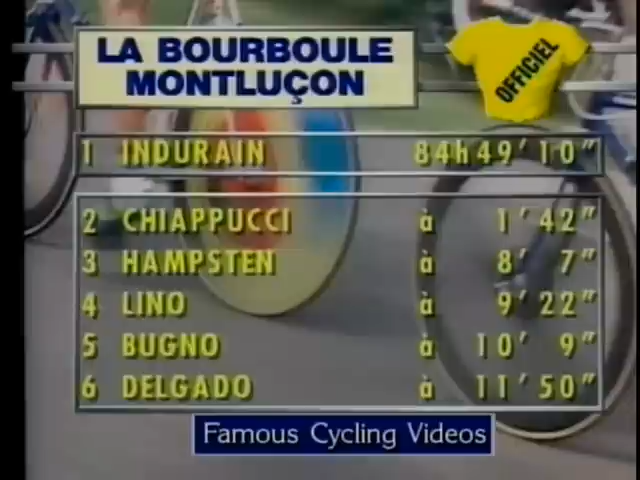 LA BOURBOULE
MONTLUÇON
OFFICIEL
1 INDURAIN 84h49'10"
2 CHIAPPUCCI à 1'42"
3 HAMPSTEN à 8'7"
4 LINO à 9'22"
5 BUGNO à 10'9"
6 DELGADO à 11'50"
Famous Cycling Videos